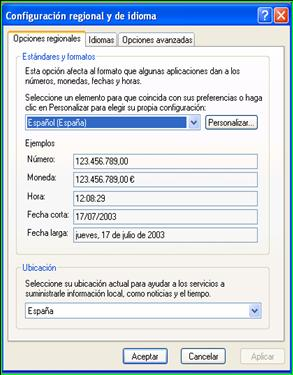 Configuración regional y de idioma
Opciones regionales
Idiomas
Opciones avanzadas
Estándares y formatos
Esta opción afecta al formato que algunas aplicaciones dan a los
números, monedas, fechas y horas.
Seleccione un elemento para que coincida con sus preferencias o haga
clic en Personalizar para elegir su propia configuración:
Español (España)
Personalizar...
Ejemplos
Número: 123.456.789,00
Moneda: 123.456.789,00 €
Hora: 12:08:29
Fecha corta: 17/07/2003
Fecha larga: jueves, 17 de julio de 2003
Ubicación
Seleccione su ubicación actual para ayudar a los servicios a
suministrarle información local, como noticias y el tiempo.
España
Aceptar
Cancelar
Aplicar